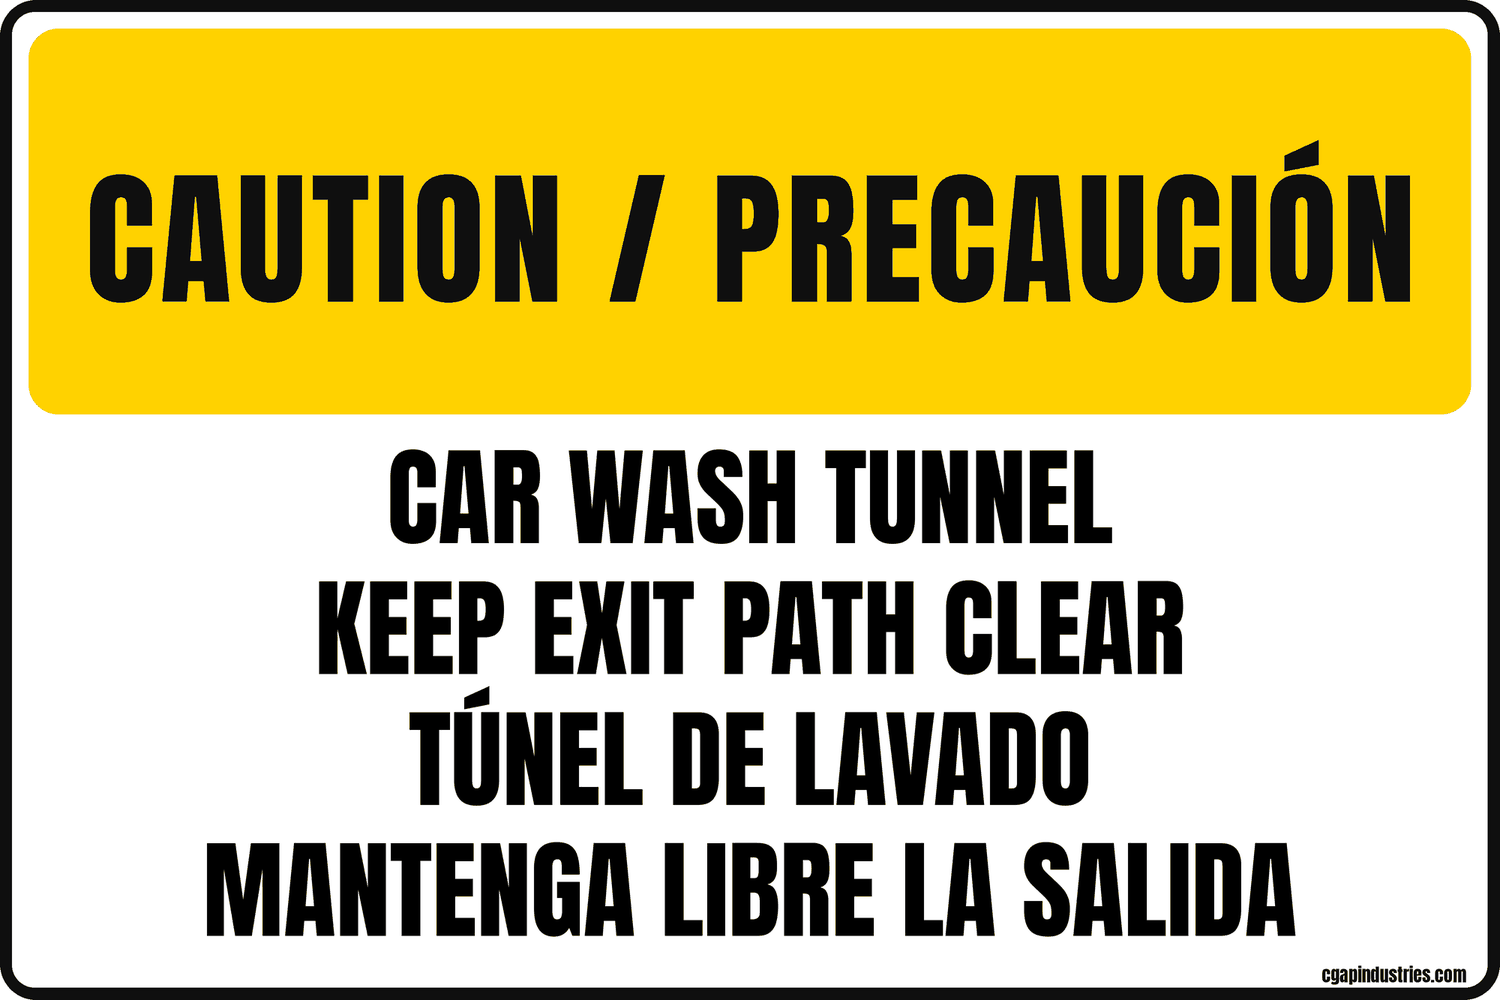 CAUTION / PRECAUCIÓN
CAR WASH TUNNEL
KEEP EXIT PATH CLEAR
TÚNEL DE LAVADO
MANTENGA LIBRE LA SALIDA
cgapindustries.com